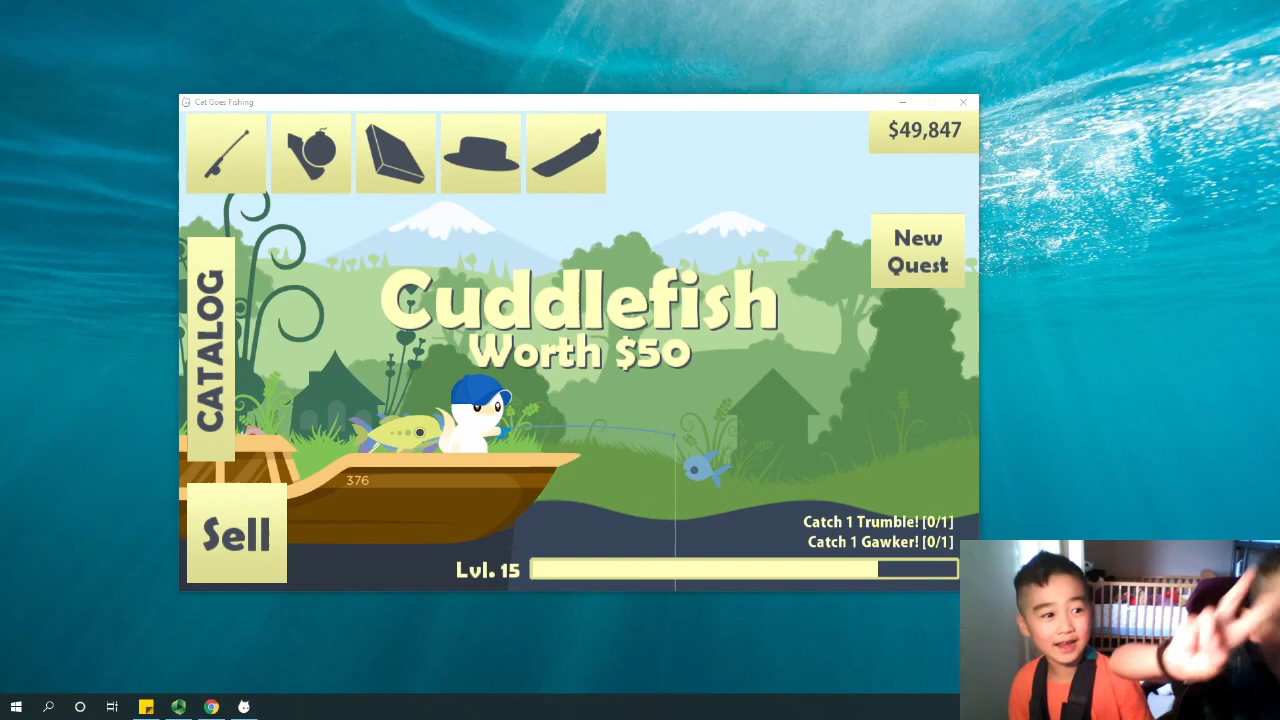 Cat Goes Fishing
$49,847
New
Quest
CATALOG
Cuddlefish
Worth $50
376
Sell
Catch 1 Trumble! [0/1]
Catch 1 Gawker! [0/1]
Lvl. 15